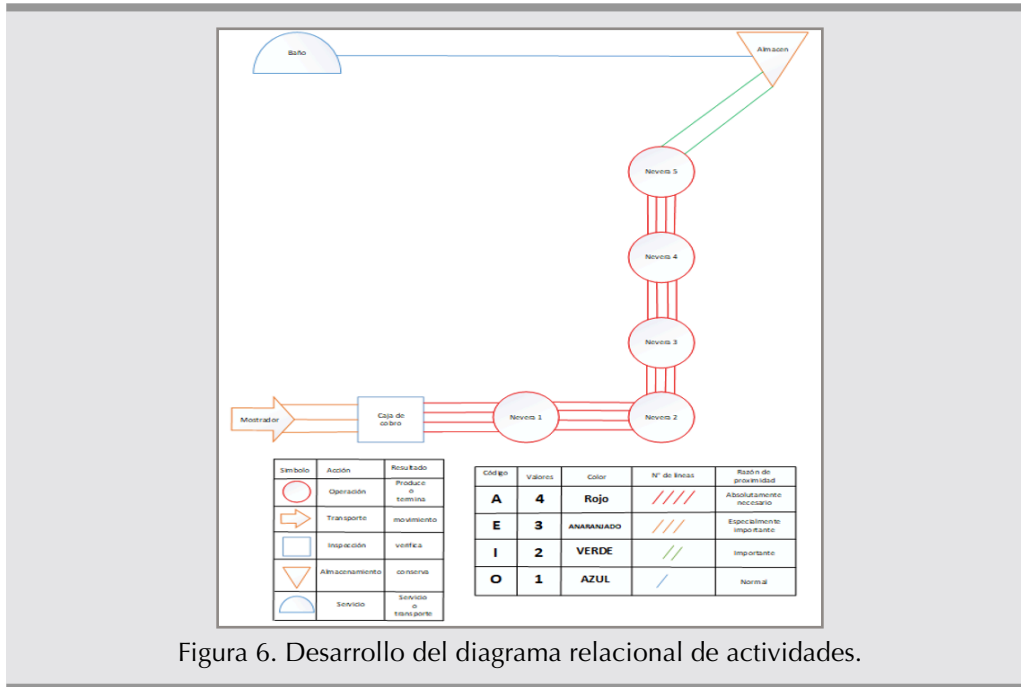 Baño
Almacen
Nevera 5
Nevera 4
Nevera 3
Mostrador
Caja de
cobro
Nevera 1
Nevera 2
Simbolo Acción Resultado
Operación Produce
o
termina
Transporte movimiento
Inspección verifica
Almacenamiento conserva
Servicio Servicio
o
transporte
Código Valores Color N° de lineas Razón de
proximidad
A 4 Rojo Absolutamente
necesario
E 3 ANARANJADO Especialmente
importante
I 2 VERDE Importante
O 1 AZUL Normal
Figura 6. Desarrollo del diagrama relacional de actividades.